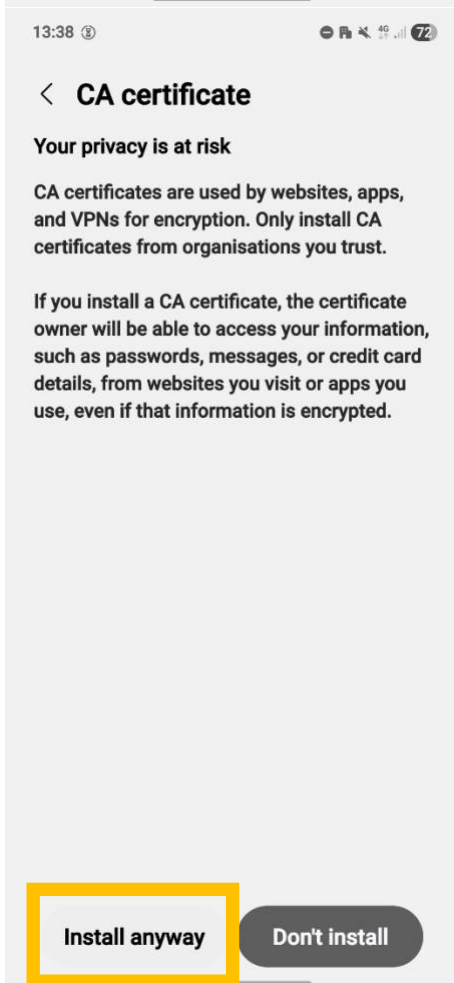 13:38
4G
72
CA certificate
Your privacy is at risk
CA certificates are used by websites, apps,
and VPNs for encryption. Only install CA
certificates from organisations you trust.
If you install a CA certificate, the certificate
owner will be able to access your information,
such as passwords, messages, or credit card
details, from websites you visit or apps you
use, even if that information is encrypted.
Install anyway
Don't install